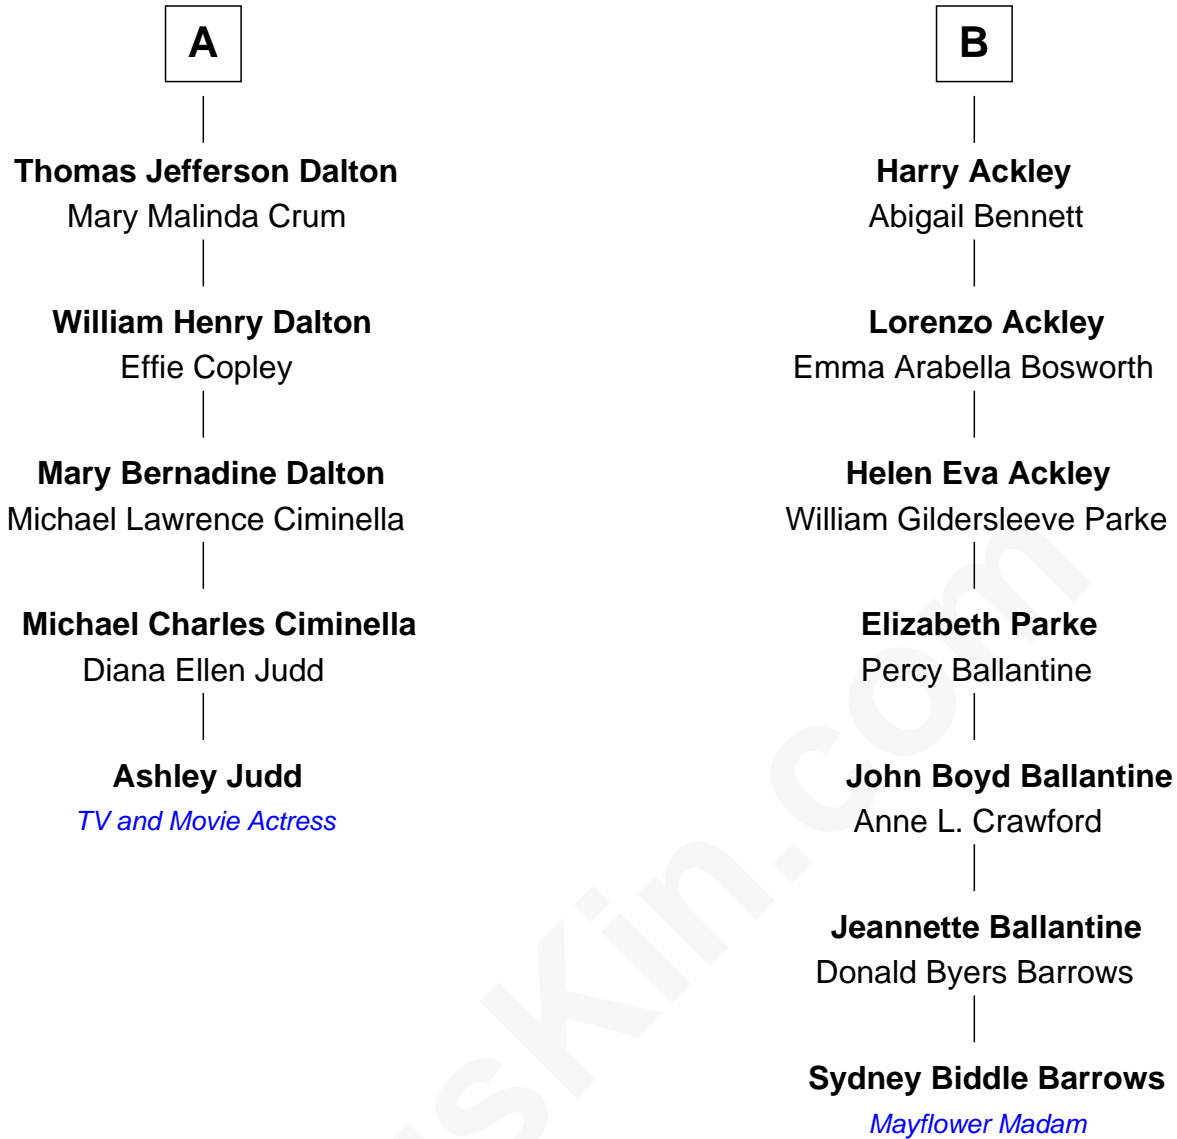 A
Thomas Jefferson Dalton
Mary Malinda Crum
William Henry Dalton
Effie Copley
Mary Bernadine Dalton
Michael Lawrence Ciminella
Michael Charles Ciminella
Diana Ellen Judd
Ashley Judd
TV and Movie Actress
B
Harry Ackley
Abigail Bennett
Lorenzo Ackley
Emma Arabella Bosworth
Helen Eva Ackley
William Gildersleeve Parke
Elizabeth Parke
Percy Ballantine
John Boyd Ballantine
Anne L. Crawford
Jeannette Ballantine
Donald Byers Barrows
Sydney Biddle Barrows
Mayflower Madam